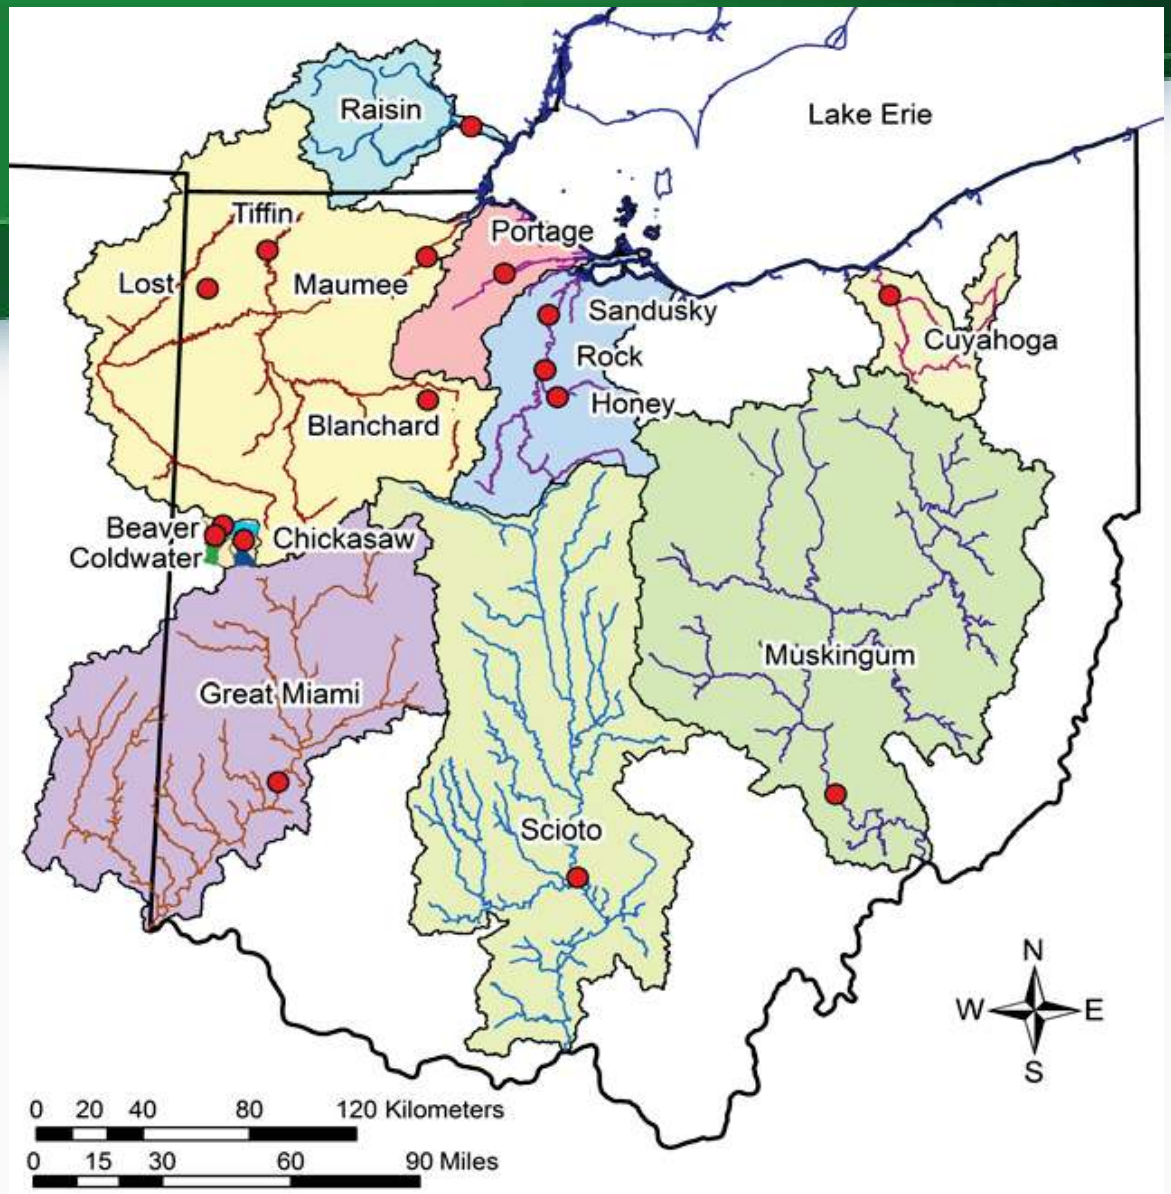 Raisin
Lake Erie
Tiffin
Portage
Lost
Maumee
Sandusky
Cuyahoga
Rock
Honey
Blanchard
Beaver
Chickasaw
Coldwater
Muskingum
Great Miami
Scioto
N
W E
S
0 20 40 80 120 Kilometers
0 15 30 60 90 Miles